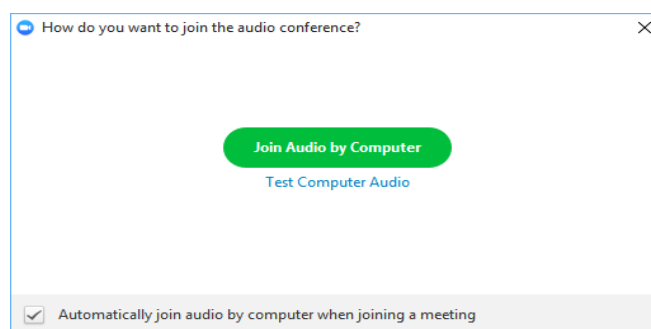 How do you want to join the audio conference?
Join Audio by Computer
Test Computer Audio
Automatically join audio by computer when joining a meeting